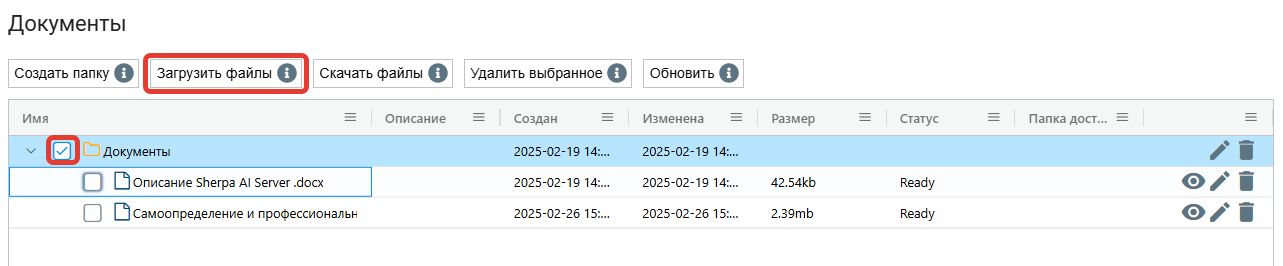 Документы
Создать папку Загрузить файлы Скачать файлы Удалить выбранное Обновить
Имя Описание Создан Изменена Размер Статус Папка дост...
Документы 2025-02-19 14:... 2025-02-19 14:...
Описание Sherpa AI Server .docx 2025-02-19 14:... 2025-02-19 14:... 42.54kb Ready
Самоопределение и профессиональн 2025-02-26 15:... 2025-02-26 15:... 2.39mb Ready